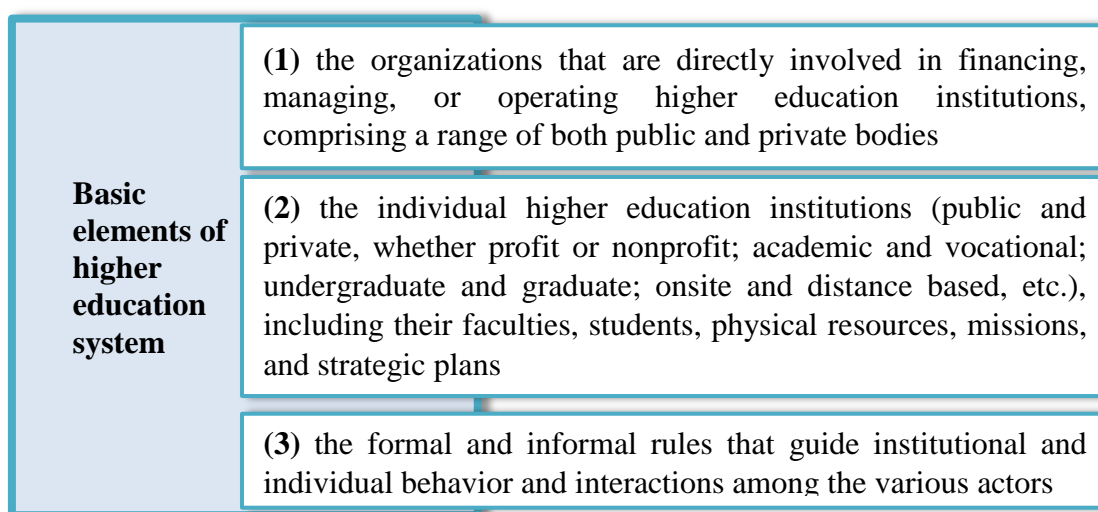 Basic
elements of
higher
education
system
(1) the organizations that are directly involved in financing,
managing, or operating higher education institutions,
comprising a range of both public and private bodies
(2) the individual higher education institutions (public and
private, whether profit or nonprofit; academic and vocational;
undergraduate and graduate; onsite and distance based, etc.),
including their faculties, students, physical resources, missions,
and strategic plans
(3) the formal and informal rules that guide institutional and
individual behavior and interactions among the various actors